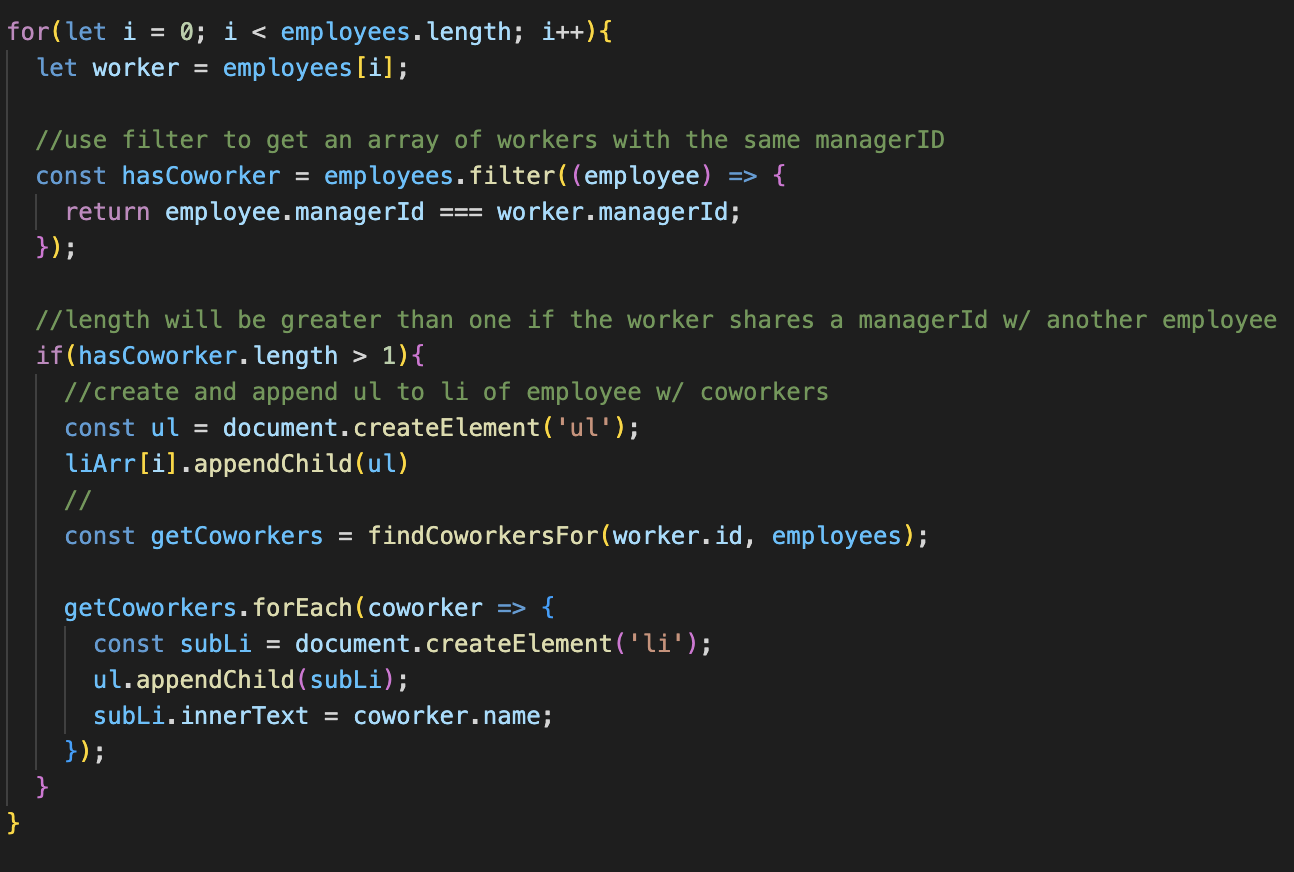 for(let i = 0; i < employees.length; i++){
  let worker = employees[i];

  //use filter to get an array of workers with the same managerID
  const hasCoworker = employees.filter((employee) => {
    return employee.managerId === worker.managerId;
  });

  //length will be greater than one if the worker shares a managerId w/ another employee
  if(hasCoworker.length > 1){
    //create and append ul to li of employee w/ coworkers
    const ul = document.createElement('ul');
    liArr[i].appendChild(ul)
    //
    const getCoworkers = findCoworkersFor(worker.id, employees);

    getCoworkers.forEach(coworker => {
      const subLi = document.createElement('li');
      ul.appendChild(subLi);
      subLi.innerText = coworker.name;
    });
  }
}